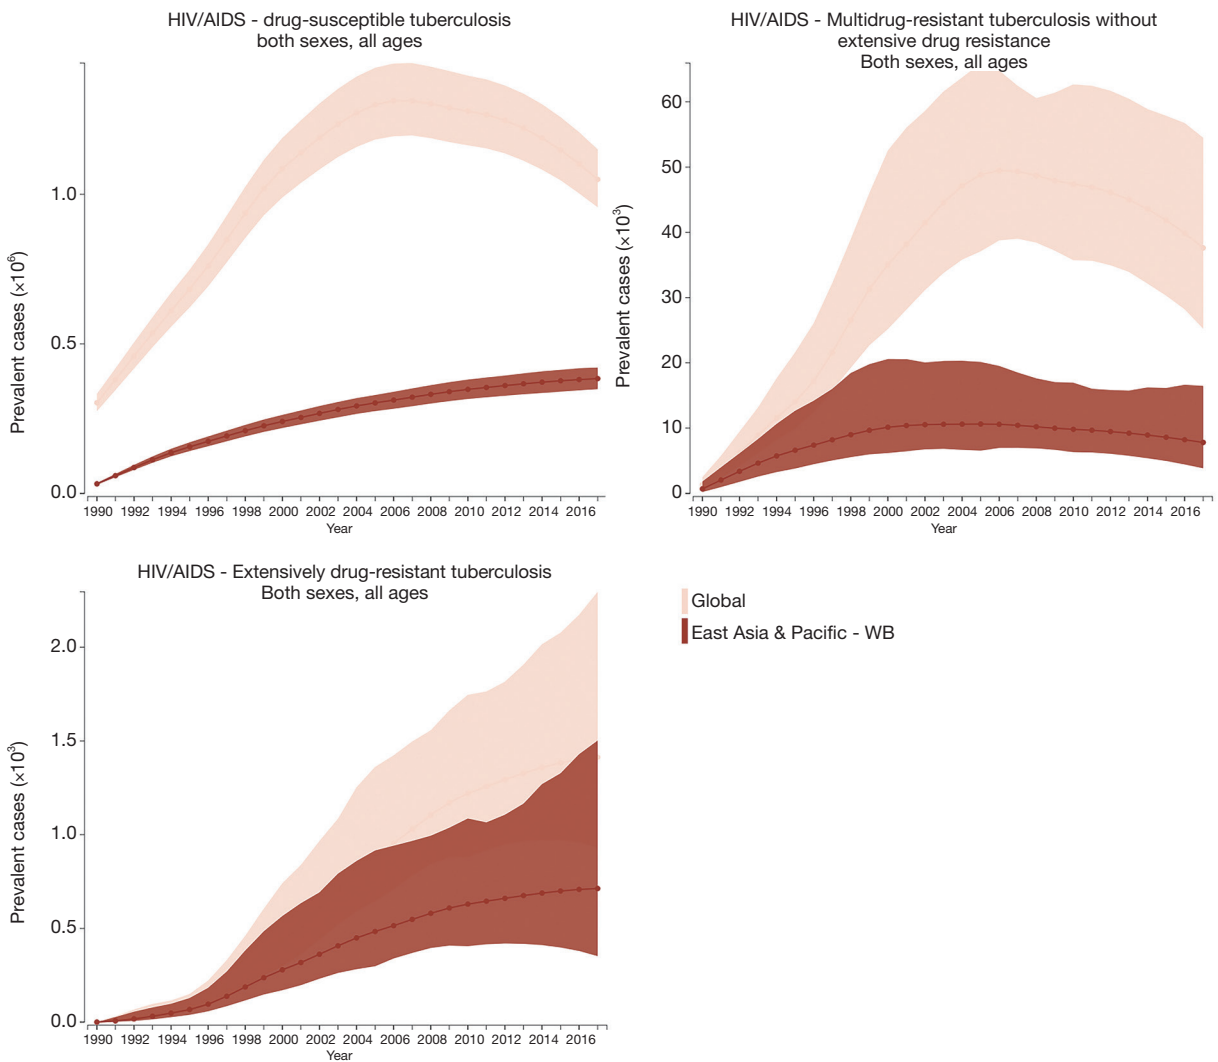 HIV/AIDS - drug-susceptible tuberculosis
both sexes, all ages
Prevalent cases (×10⁶)
1.0
0.5
0.0
1990 1992 1994 1996 1998 2000 2002 2004 2006 2008 2010 2012 2014 2016
Year
HIV/AIDS - Multidrug-resistant tuberculosis without
extensive drug resistance
Both sexes, all ages
Prevalent cases (×10³)
60
50
40
30
20
10
0
1990 1992 1994 1996 1998 2000 2002 2004 2006 2008 2010 2012 2014 2016
Year
HIV/AIDS - Extensively drug-resistant tuberculosis
Both sexes, all ages
Prevalent cases (×10³)
2.0
1.5
1.0
0.5
0.0
1990 1992 1994 1996 1998 2000 2002 2004 2006 2008 2010 2012 2014 2016
Year
Global
East Asia & Pacific - WB